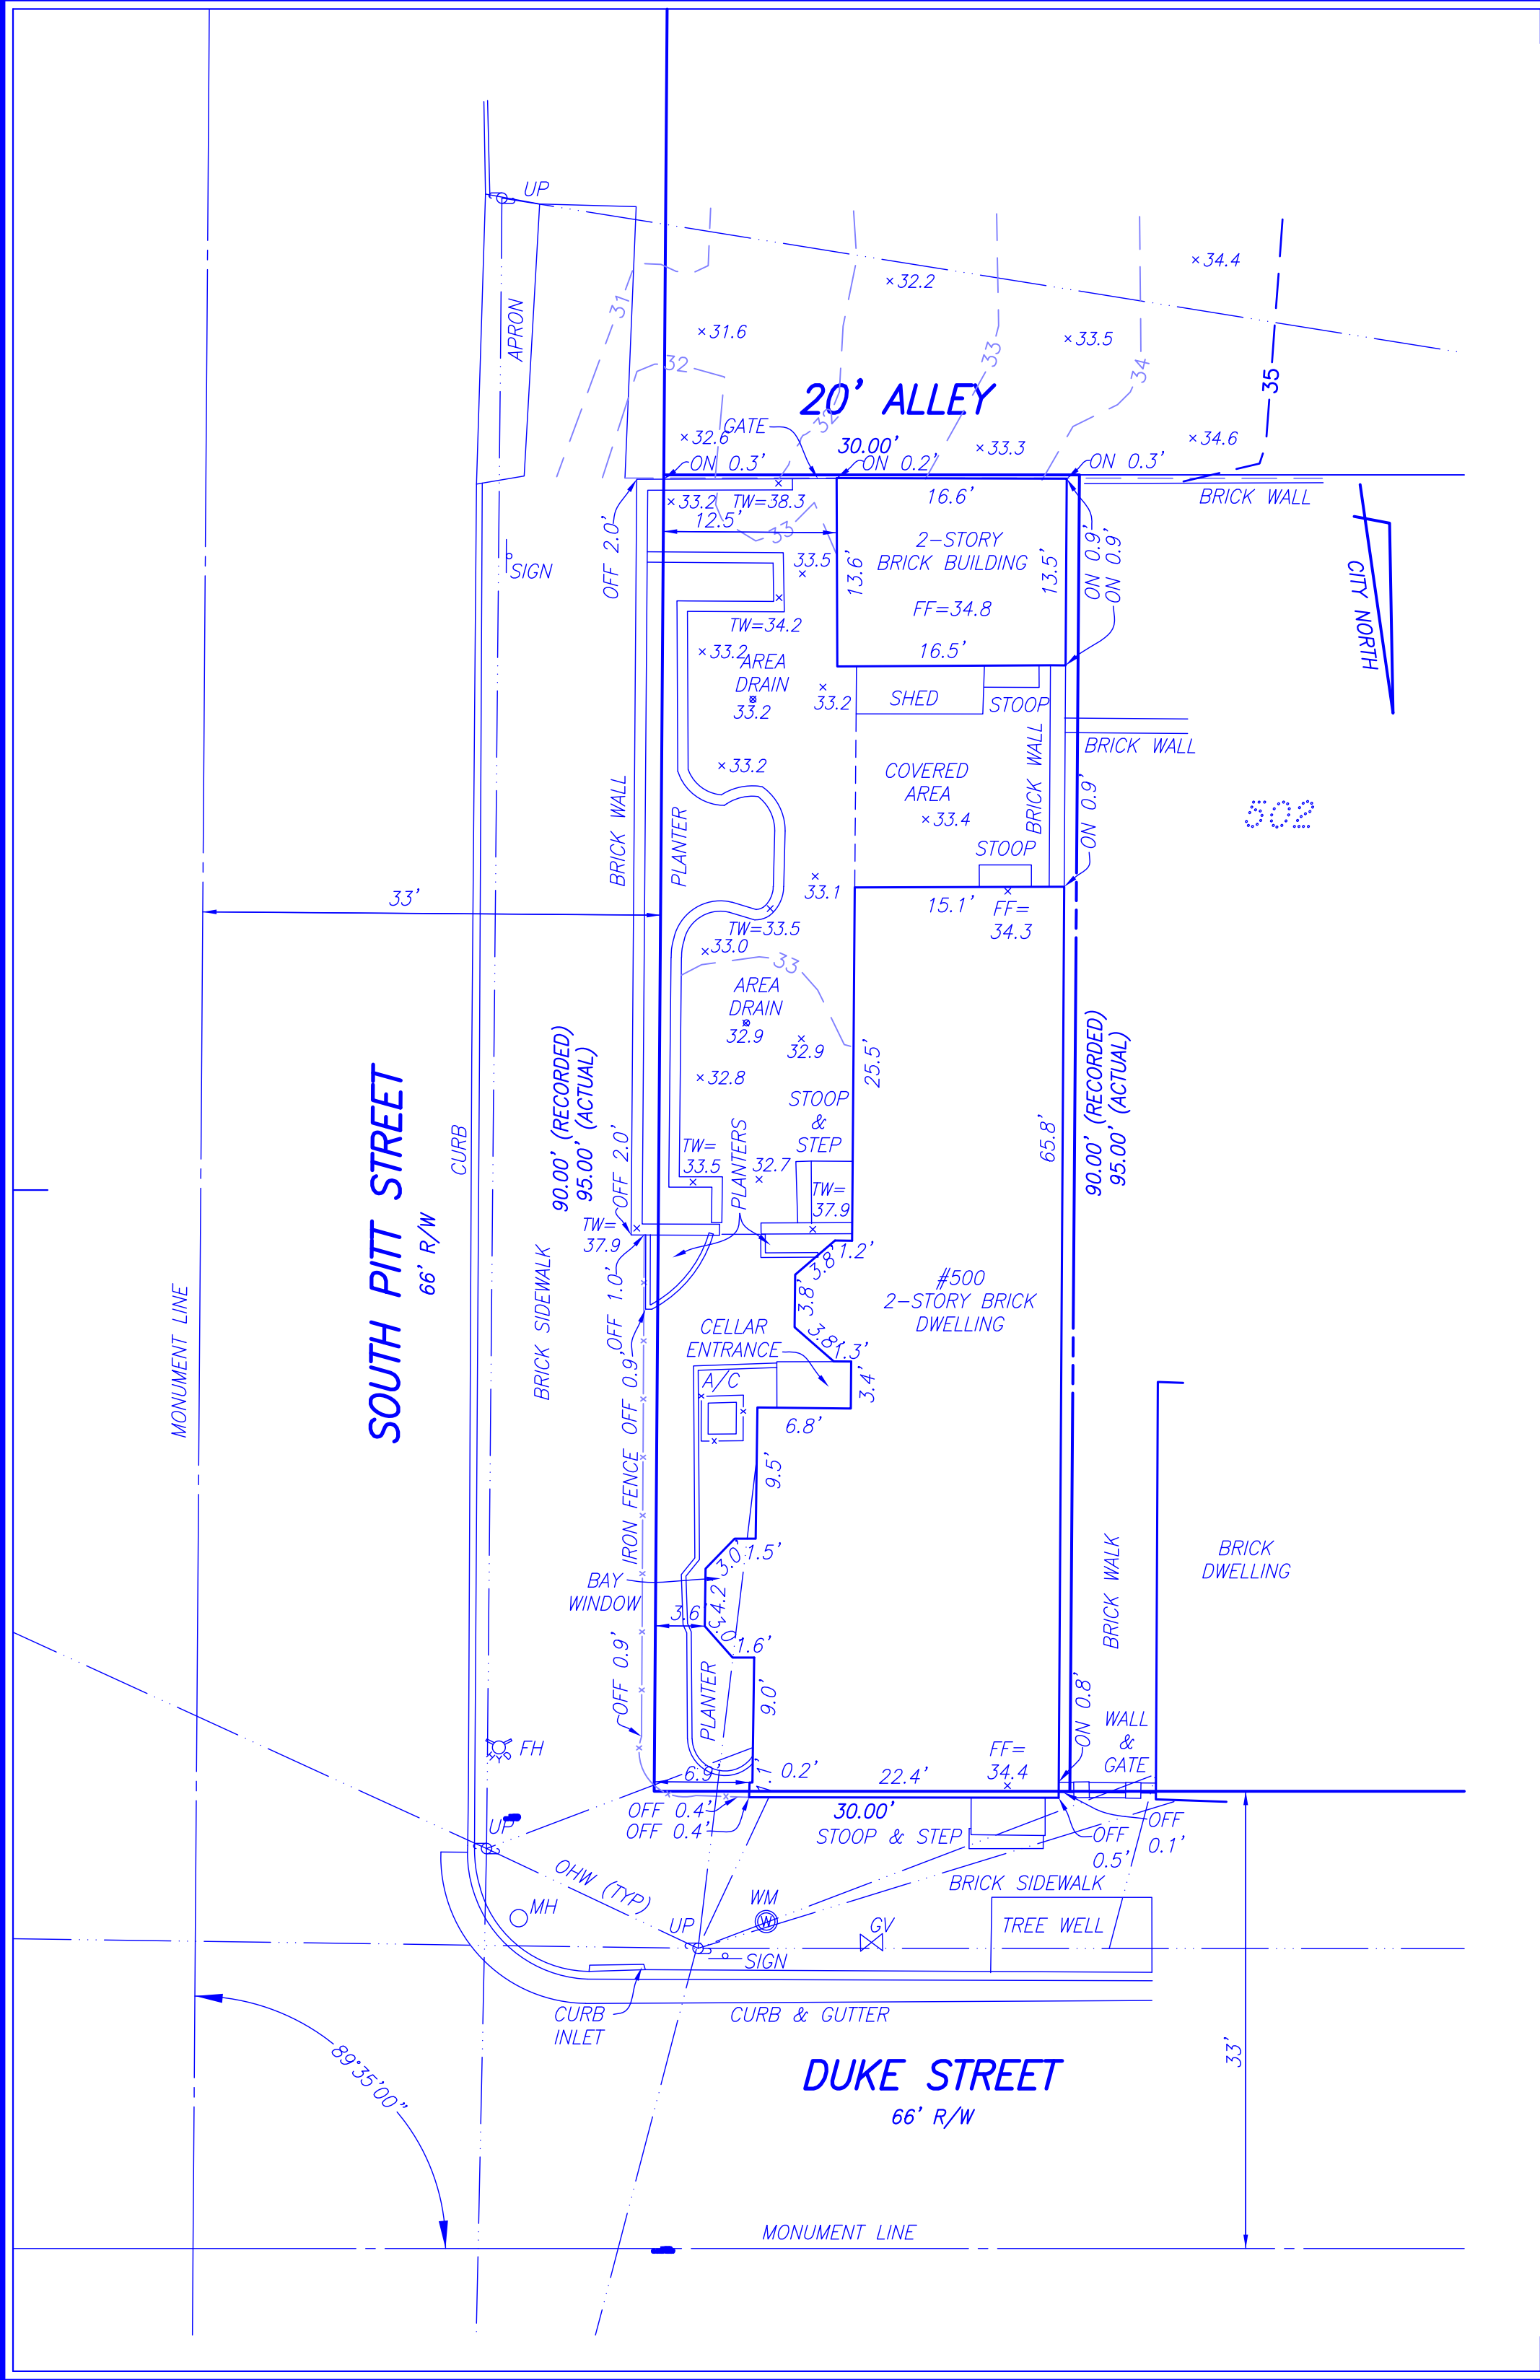 UP
APRON
31
×31.6
×32.2
×34.4
×33.5
32
33
34
35
20' ALLEY
32
×32.6
GATE
30.00'
×33.3
×34.6
ON 0.3'
ON 0.2'
ON 0.3'
×33.2
TW=38.3
16.6'
BRICK WALL
12.5'
33
OFF 2.0'
SIGN
2-STORY
BRICK BUILDING
33.5
13.6'
13.5'
ON 0.9'
ON 0.9'
CITY NORTH
FF=34.8
TW=34.2
16.5'
×33.2
AREA
DRAIN
33.2
33.2
SHED
STOOP
BRICK WALL
BRICK WALL
×33.2
COVERED
AREA
×33.4
ON 0.9'
502
BRICK WALL
PLANTER
STOOP
33.1
33'
15.1'
FF=
34.3
TW=33.5
×33.0
33
AREA
DRAIN
32.9
32.9
×32.8
25.5'
90.00' (RECORDED)
95.00' (ACTUAL)
90.00' (RECORDED)
95.00' (ACTUAL)
SOUTH PITT STREET
66' R/W
CURB
STOOP
&
STEP
65.8'
TW=
33.5
PLANTERS
32.7
OFF 2.0'
TW=
37.9
TW=
37.9
1.2'
3.8'
3.8'
3.8'
1.3'
#500
2-STORY BRICK
DWELLING
OFF 1.0'
MONUMENT LINE
BRICK SIDEWALK
CELLAR
ENTRANCE
A/C
3.4'
6.8'
IRON FENCE OFF 0.9'
9.5'
3.0'
1.5'
BAY
WINDOW
4.2
3.6'
3.0'
1.6'
BRICK WALK
BRICK
DWELLING
OFF 0.9'
PLANTER
9.0'
ON 0.8'
WALL
&
GATE
FH
FF=
34.4
6.9'
1.1'
0.2'
22.4'
OFF 0.4'
OFF 0.4'
30.00'
STOOP & STEP
OFF
0.1'
OFF
0.5'
UP
OHW (TYP)
BRICK SIDEWALK
MH
WM
W
UP
GV
TREE WELL
SIGN
CURB
INLET
CURB & GUTTER
89°35'00"
DUKE STREET
66' R/W
33'
MONUMENT LINE